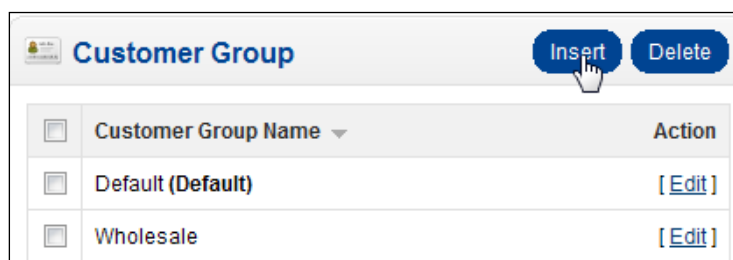 Customer Group Insert Delete
Customer Group Name Action
Default (Default) [ Edit ]
Wholesale [ Edit ]